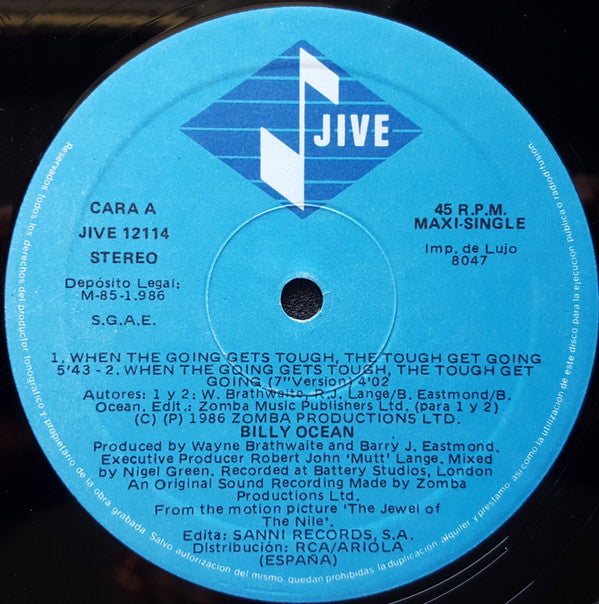 JIVE
CARA A
JIVE 12114
STEREO
Depósito Legal:
M-85-1.986
S.G.A.E.
45 R.P.M.
MAXI-SINGLE
Imp. de Lujo
8047
1. WHEN THE GOING GETS TOUGH, THE TOUGH GET GOING
5'43 - 2. WHEN THE GOING GETS TOUGH, THE TOUGH GET
GOING (7"Version) 4'02
Autores: 1 y 2; W. Brathwaite, R.J. Lange/B. Eastmond/B.
Ocean, Edit.: Zomba Music Publishers Ltd. (para 1 y 2)
(C) (P) 1986 ZOMBA PRODUCTIONS LTD.
BILLY OCEAN
Produced by Wayne Brathwaite and Barry J. Eastmond.
Executive Producer Robert John 'Mutt' Lange, Mixed
by Nigel Green, Recorded at Battery Studios, London
An Original Sound Recording Made by Zomba
Productions Ltd.
From the motion picture 'The Jewel of
The Nile'.
Edita: SANNI RECORDS, S.A.
Distribución: RCA/ARIOLA
(ESPAÑA)
Reservados todos los derechos del productor fonográfico y propietario de la obra grabada. Salvo autorización del mismo, quedan prohibidas la duplicación, alquiler y prestamo, así como la utilización de este disco para la ejecución publica o radiodifusion.